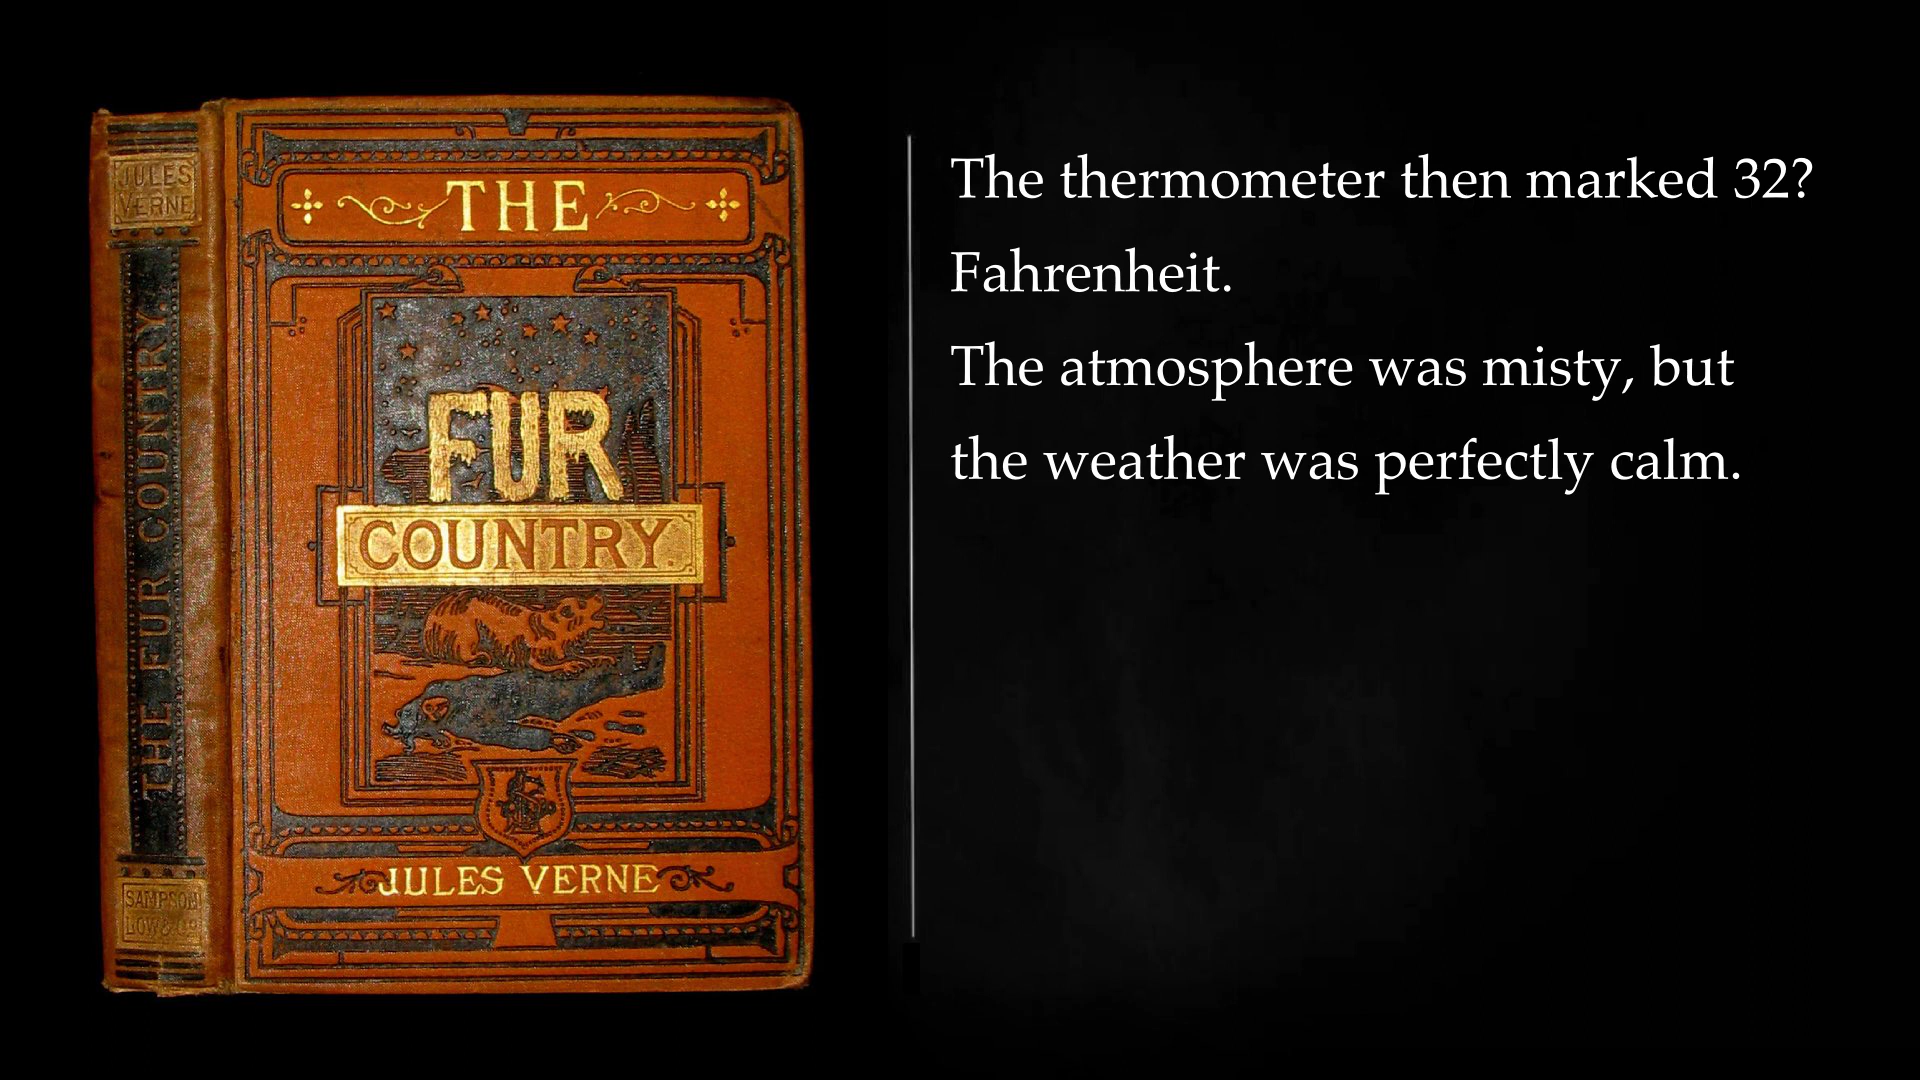 JULES
VERNE
THE FUR COUNTRY.
SAMPSON
LOW & Co
THE
FUR
COUNTRY.
JULES VERNE
The thermometer then marked 32?
Fahrenheit.
The atmosphere was misty, but
the weather was perfectly calm.